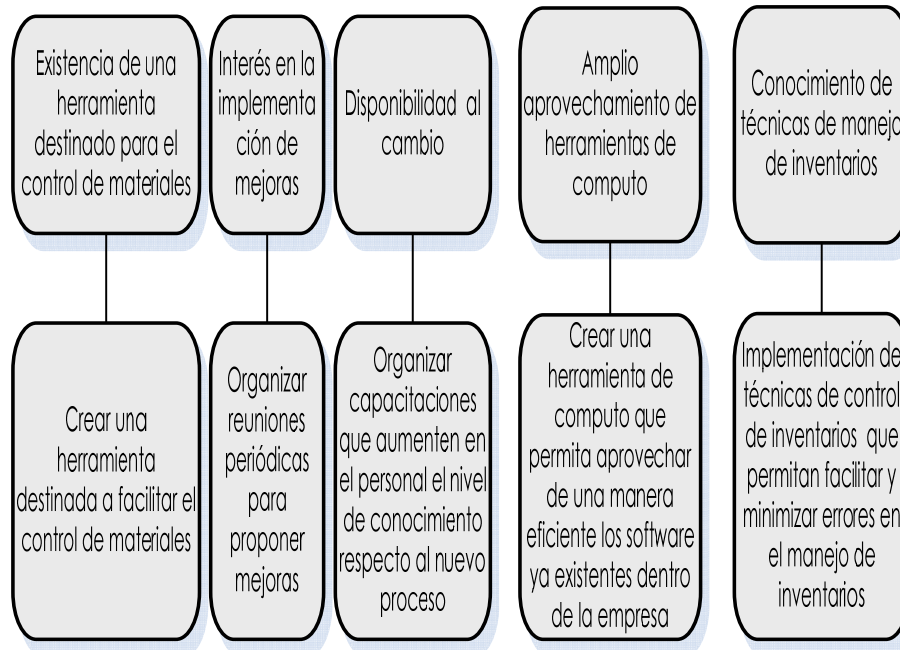 Existencia de una
herramienta
destinado para el
control de materiales
Interés en la
implementa
ción de
mejoras
Disponibilidad al
cambio
Amplio
aprovechamiento de
herramientas de
computo
Conocimiento de
técnicas de manejo
de inventarios
Crear una
herramienta
destinada a facilitar el
control de materiales
Organizar
reuniones
periódicas
para
proponer
mejoras
Organizar
capacitaciones
que aumenten en
el personal el nivel
de conocimiento
respecto al nuevo
proceso
Crear una
herramienta de
computo que
permita aprovechar
de una manera
eficiente los software
ya existentes dentro
de la empresa
Implementación de
técnicas de control
de inventarios que
permitan facilitar y
minimizar errores en
el manejo de
inventarios